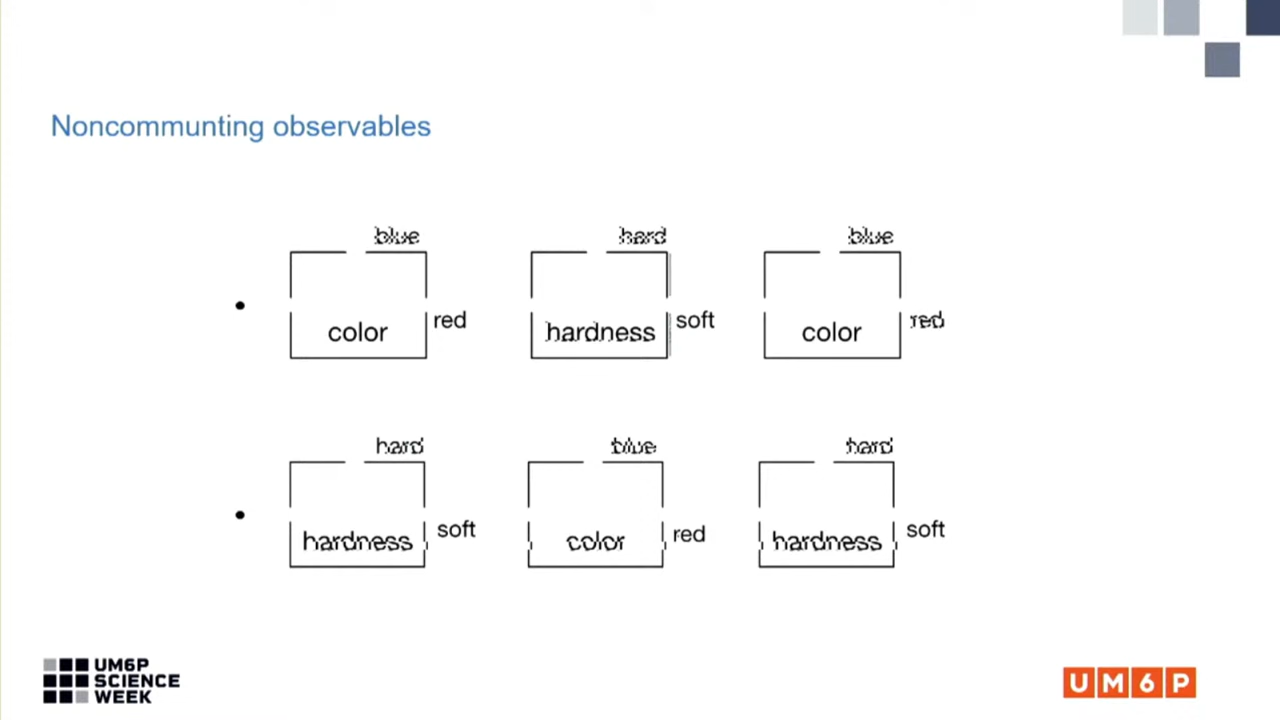 Noncommunting observables
blue hard blue
color red hardness soft color red
hard blue hard
hardness soft color red hardness soft
UM6P
SCIENCE
WEEK
UM6P